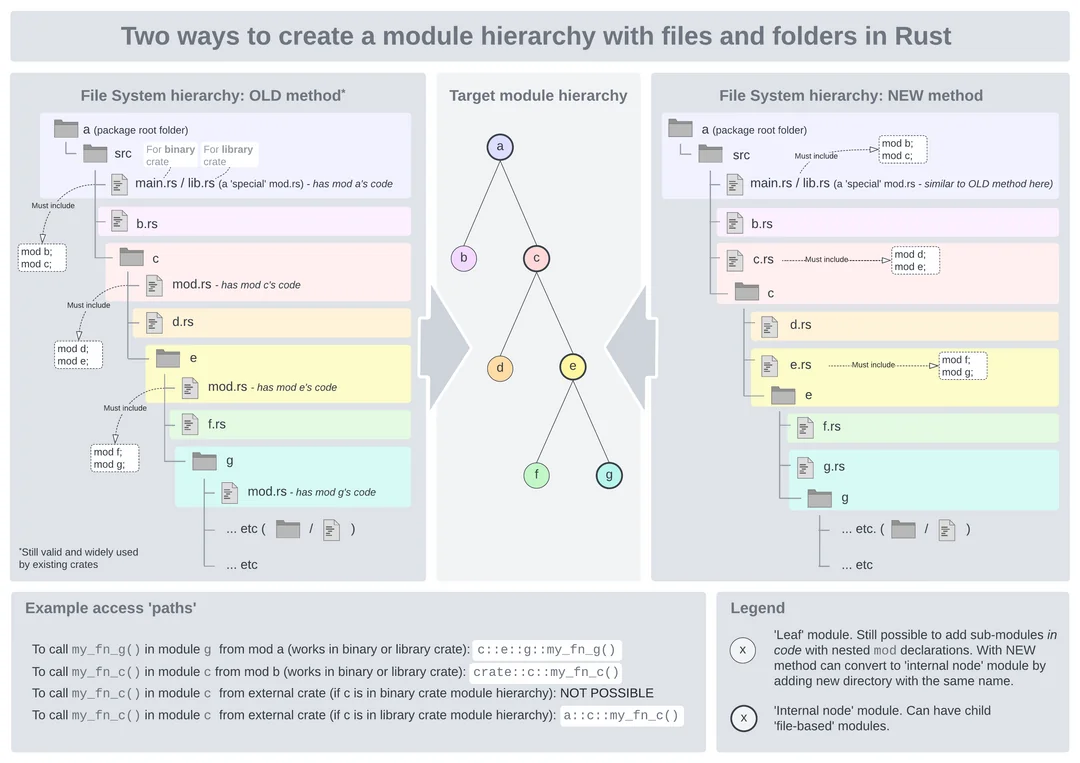 Two ways to create a module hierarchy with files and folders in Rust
File System hierarchy: OLD method*
a (package root folder)
src
For binary
crate
For library
crate
main.rs / lib.rs (a 'special' mod.rs) - has mod a's code
Must include
mod b;
mod c;
b.rs
c
mod.rs - has mod c's code
Must include
mod d;
mod e;
d.rs
e
mod.rs - has mod e's code
Must include
mod f;
mod g;
f.rs
g
mod.rs - has mod g's code
... etc ( / )
... etc
*Still valid and widely used
by existing crates
Target module hierarchy
a
b
c
d
e
f
g
File System hierarchy: NEW method
a (package root folder)
src
Must include
mod b;
mod c;
main.rs / lib.rs (a 'special' mod.rs - similar to OLD method here)
b.rs
c.rs
Must include
mod d;
mod e;
c
d.rs
e.rs
Must include
mod f;
mod g;
e
f.rs
g.rs
g
... etc. ( / )
... etc
Example access 'paths'
To call my_fn_g() in module g from mod a (works in binary or library crate): c::e::g::my_fn_g()
To call my_fn_c() in module c from mod b (works in binary or library crate): crate::c::my_fn_c()
To call my_fn_c() in module c from external crate (if c is in binary crate module hierarchy): NOT POSSIBLE
To call my_fn_c() in module c from external crate (if c is in library crate module hierarchy): a::c::my_fn_c()
Legend
x
'Leaf' module. Still possible to add sub-modules in
code with nested mod declarations. With NEW
method can convert to 'internal node' module by
adding new directory with the same name.
x
'Internal node' module. Can have child
'file-based' modules.